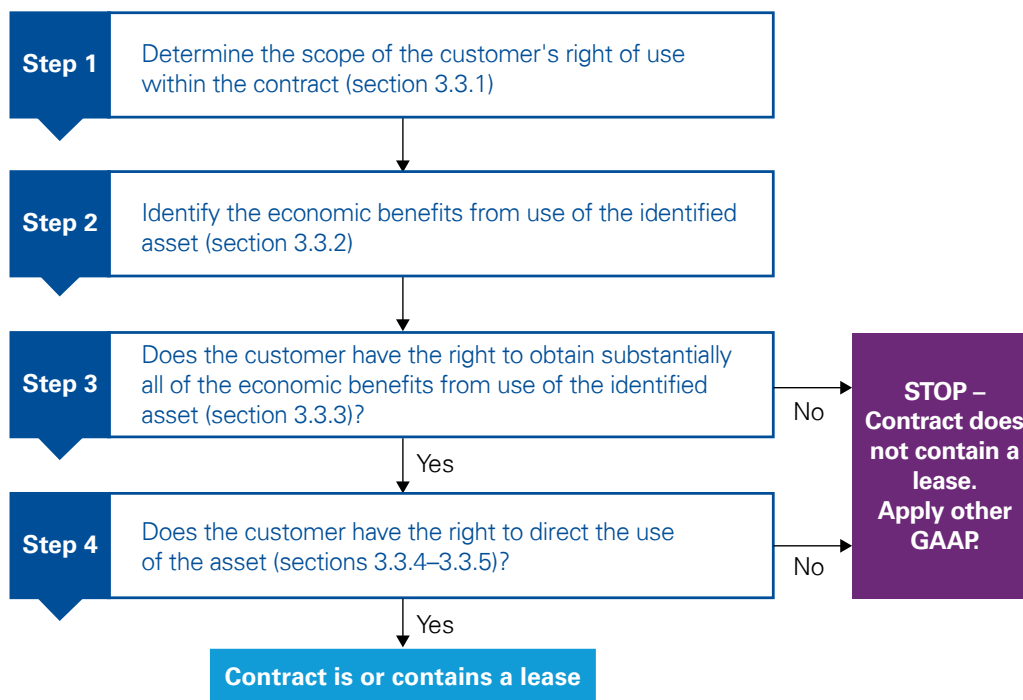 Step 1
Determine the scope of the customer's right of use
within the contract (section 3.3.1)
Step 2
Identify the economic benefits from use of the identified
asset (section 3.3.2)
Step 3
Does the customer have the right to obtain substantially
all of the economic benefits from use of the identified
asset (section 3.3.3)?
No
Yes
Step 4
Does the customer have the right to direct the use
of the asset (sections 3.3.4–3.3.5)?
No
Yes
STOP –
Contract does
not contain a
lease.
Apply other
GAAP.
Contract is or contains a lease